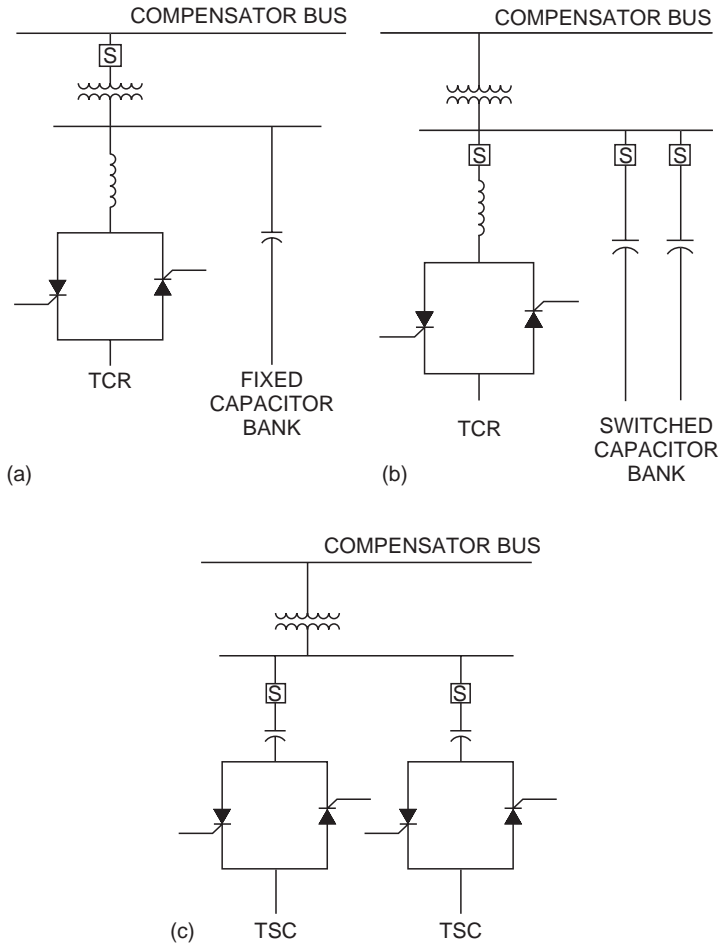 COMPENSATOR BUS
S
TCR
FIXED
CAPACITOR
BANK
(a)
COMPENSATOR BUS
S
S
S
TCR
SWITCHED
CAPACITOR
BANK
(b)
COMPENSATOR BUS
S
S
TSC
TSC
(c)